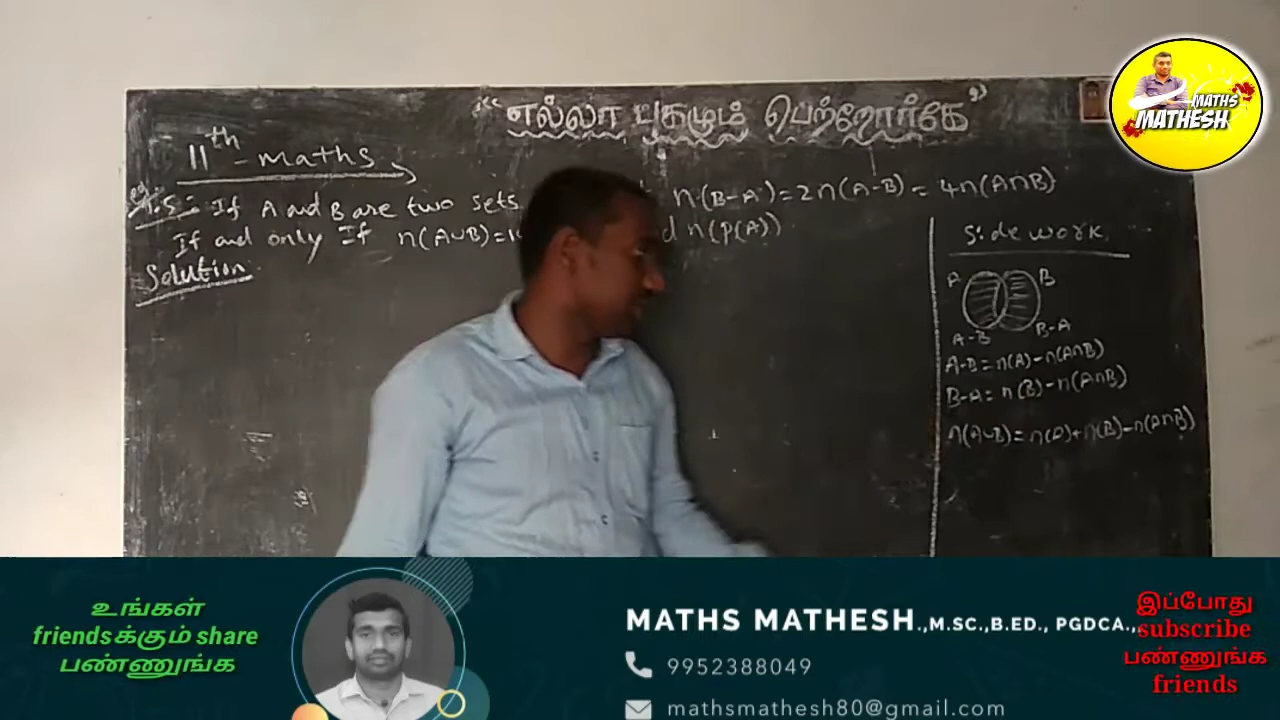 “எல்லா புகழும் பெற்றோர்க்கே”
11th - maths
eg 1.5 :- If A and B are two sets n(B-A) = 2n(A-B) = 4n(A∩B)
If and only If n(A∪B)=14 d n(p(A))
Solution
Side work
A B
A-B B-A
A-B = n(A) - n(A∩B)
B-A = n(B) - n(A∩B)
n(A∪B) = n(A) + n(B) - n(A∩B)
MATHS
MATHESH
உங்கள்
friendsக்கும் share
பண்ணுங்க
MATHS MATHESH.,M.SC.,B.ED., PGDCA.,
9952388049
mathsmathesh80@gmail.com
இப்போது
subscribe
பண்ணுங்க
friends